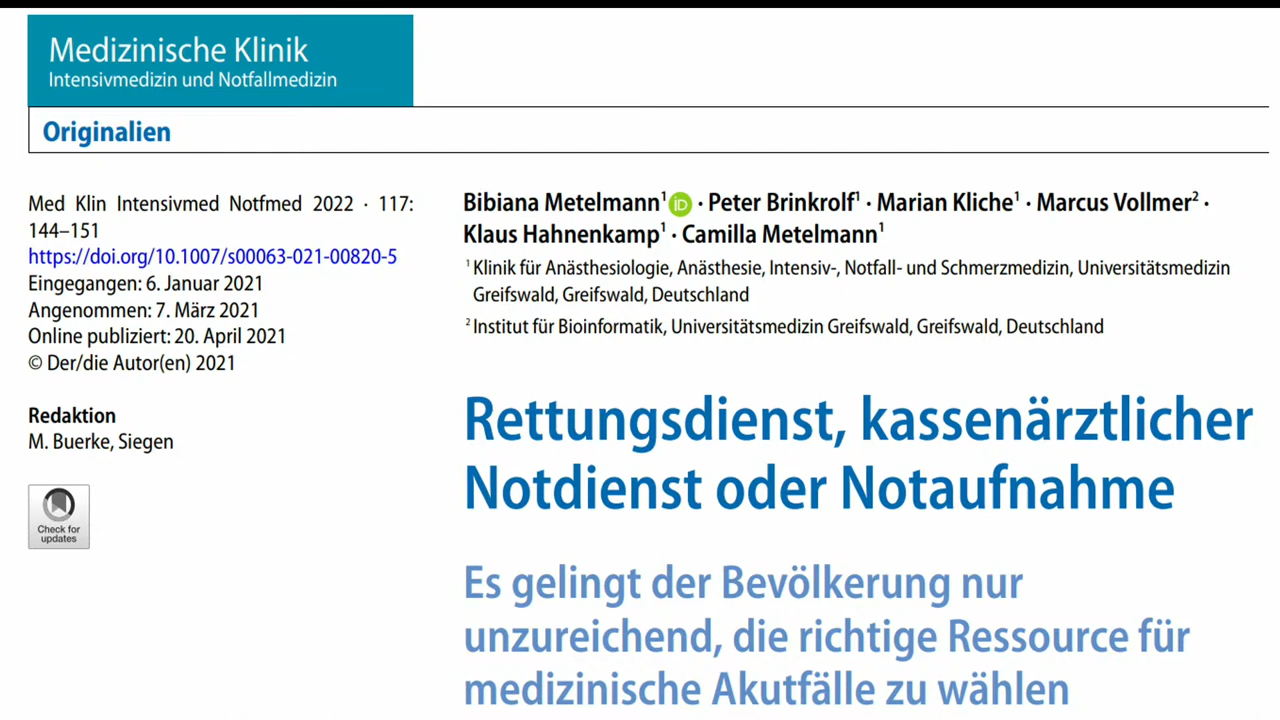 Medizinische Klinik
Intensivmedizin und Notfallmedizin
Originalien
Med Klin Intensivmed Notfmed 2022 · 117:
144–151
https://doi.org/10.1007/s00063-021-00820-5
Eingegangen: 6. Januar 2021
Angenommen: 7. März 2021
Online publiziert: 20. April 2021
© Der/die Autor(en) 2021
Redaktion
M. Buerke, Siegen
Check for
updates
Bibiana Metelmann¹ iD · Peter Brinkrolf¹ · Marian Kliche¹ · Marcus Vollmer² ·
Klaus Hahnenkamp¹ · Camilla Metelmann¹
¹ Klinik für Anästhesiologie, Anästhesie, Intensiv-, Notfall- und Schmerzmedizin, Universitätsmedizin
Greifswald, Greifswald, Deutschland
² Institut für Bioinformatik, Universitätsmedizin Greifswald, Greifswald, Deutschland
Rettungsdienst, kassenärztlicher
Notdienst oder Notaufnahme
Es gelingt der Bevölkerung nur
unzureichend, die richtige Ressource für
medizinische Akutfälle zu wählen